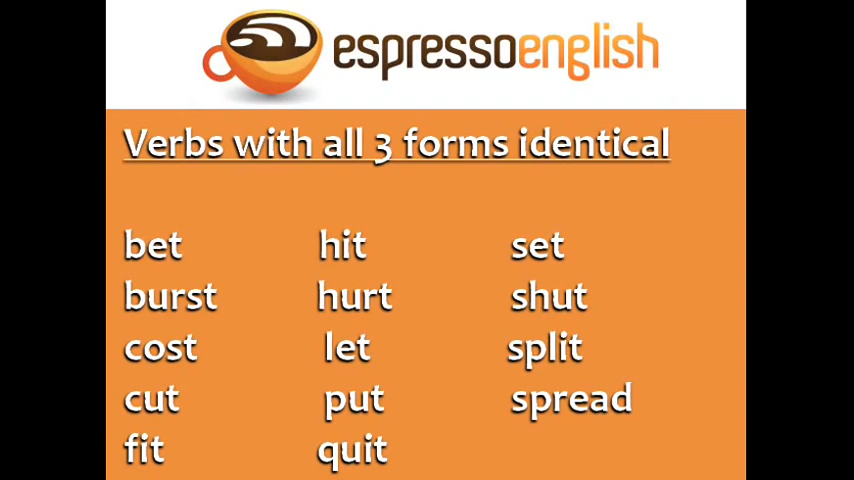 espressoenglish
Verbs with all 3 forms identical
bet hit set
burst hurt shut
cost let split
cut put spread
fit quit